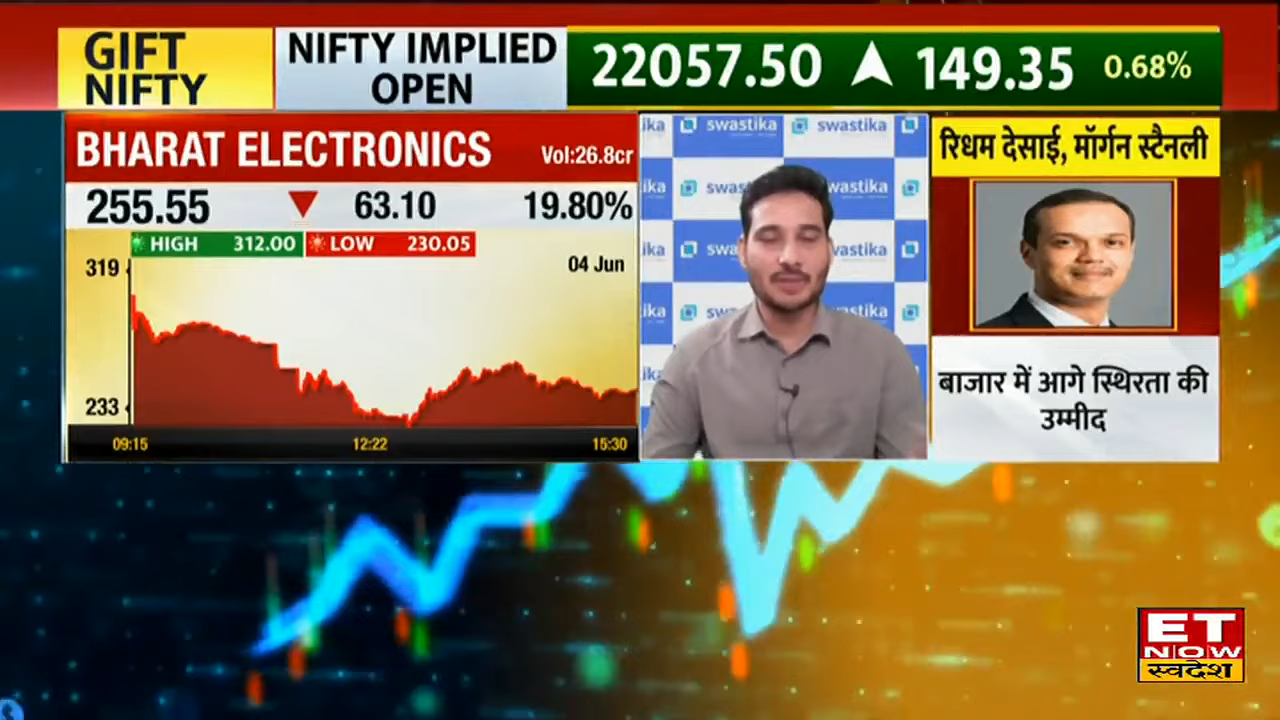 GIFT
NIFTY
NIFTY IMPLIED
OPEN
22057.50 ▲ 149.35 0.68%
BHARAT ELECTRONICS Vol:26.8cr
255.55 ▼ 63.10 19.80%
HIGH 312.00 LOW 230.05
04 Jun
319
233
09:15 12:22 15:30
swastika swastika
रिधम देसाई, मॉर्गन स्टैनली
बाजार में आगे स्थिरता की
उम्मीद
ET
NOW
स्वदेश